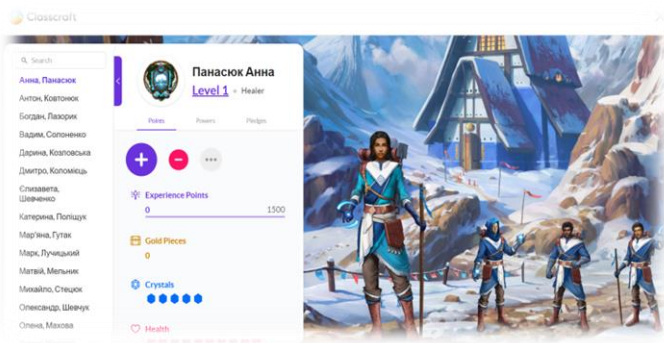 Classcraft
Search
Анна, Панасюк
Антон, Ковтонюк
Богдан, Лазорик
Вадим, Сопоненко
Дарина, Козловська
Дмитро, Коломієць
Єлизавета,
Шевченко
Катерина, Поліщук
Мар'яна, Гутак
Марк, Лучицький
Матвій, Мельник
Михайло, Стецюк
Олександр, Шевчук
Олена, Махова
Панасюк Анна
Level 1 • Healer
Points Powers Pledges
Experience Points
0 1500
Gold Pieces
0
Crystals
Health